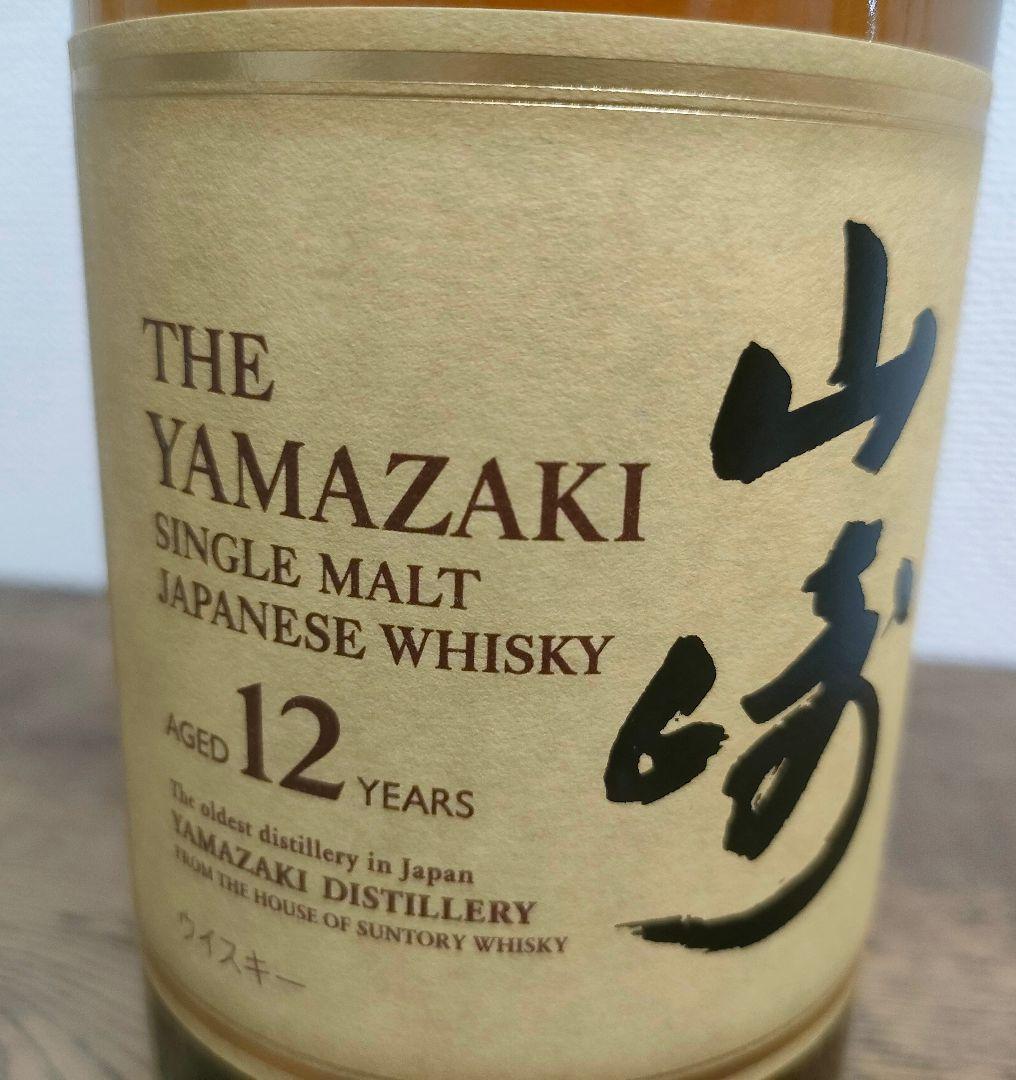 THE
YAMAZAKI
SINGLE MALT
JAPANESE WHISKY
AGED 12 YEARS
The oldest distillery in Japan
YAMAZAKI DISTILLERY
FROM THE HOUSE OF SUNTORY WHISKY
ウイスキー
山崎